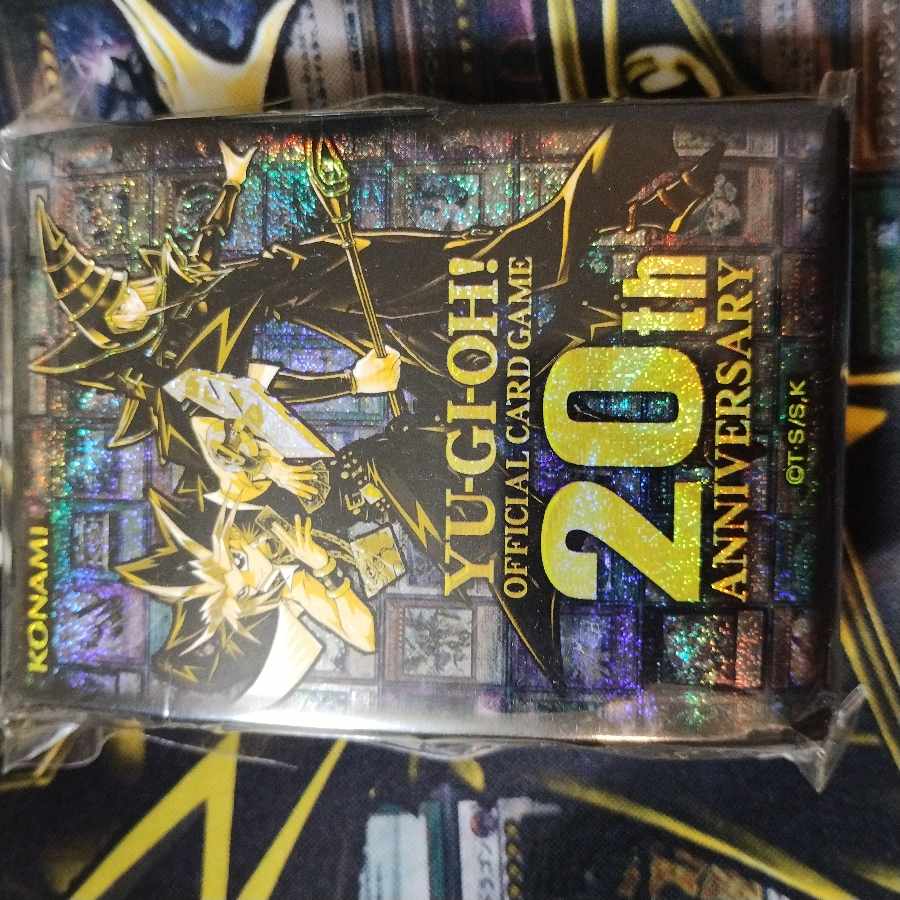 KONAMI
YU-GI-OH!
OFFICIAL CARD GAME
20th
ANNIVERSARY
©T・S/S,K